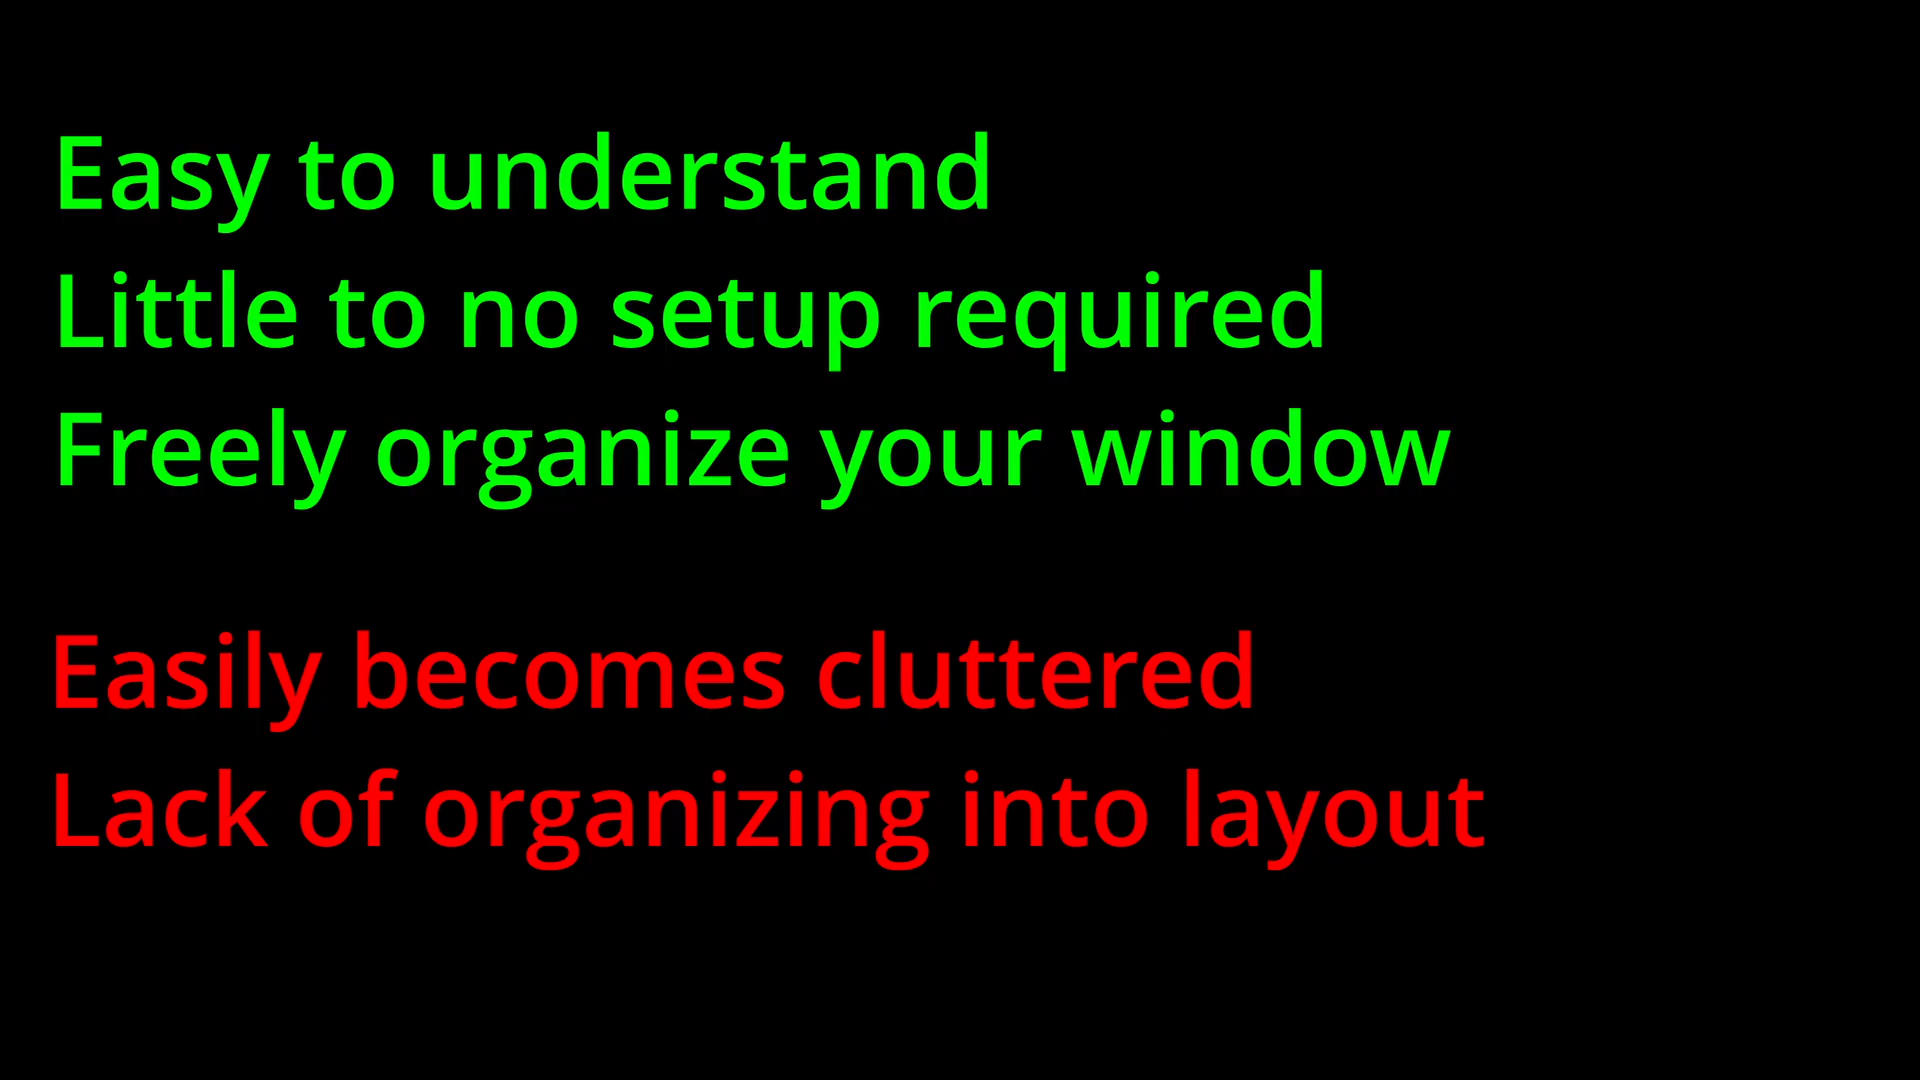 Easy to understand
Little to no setup required
Freely organize your window
Easily becomes cluttered
Lack of organizing into layout